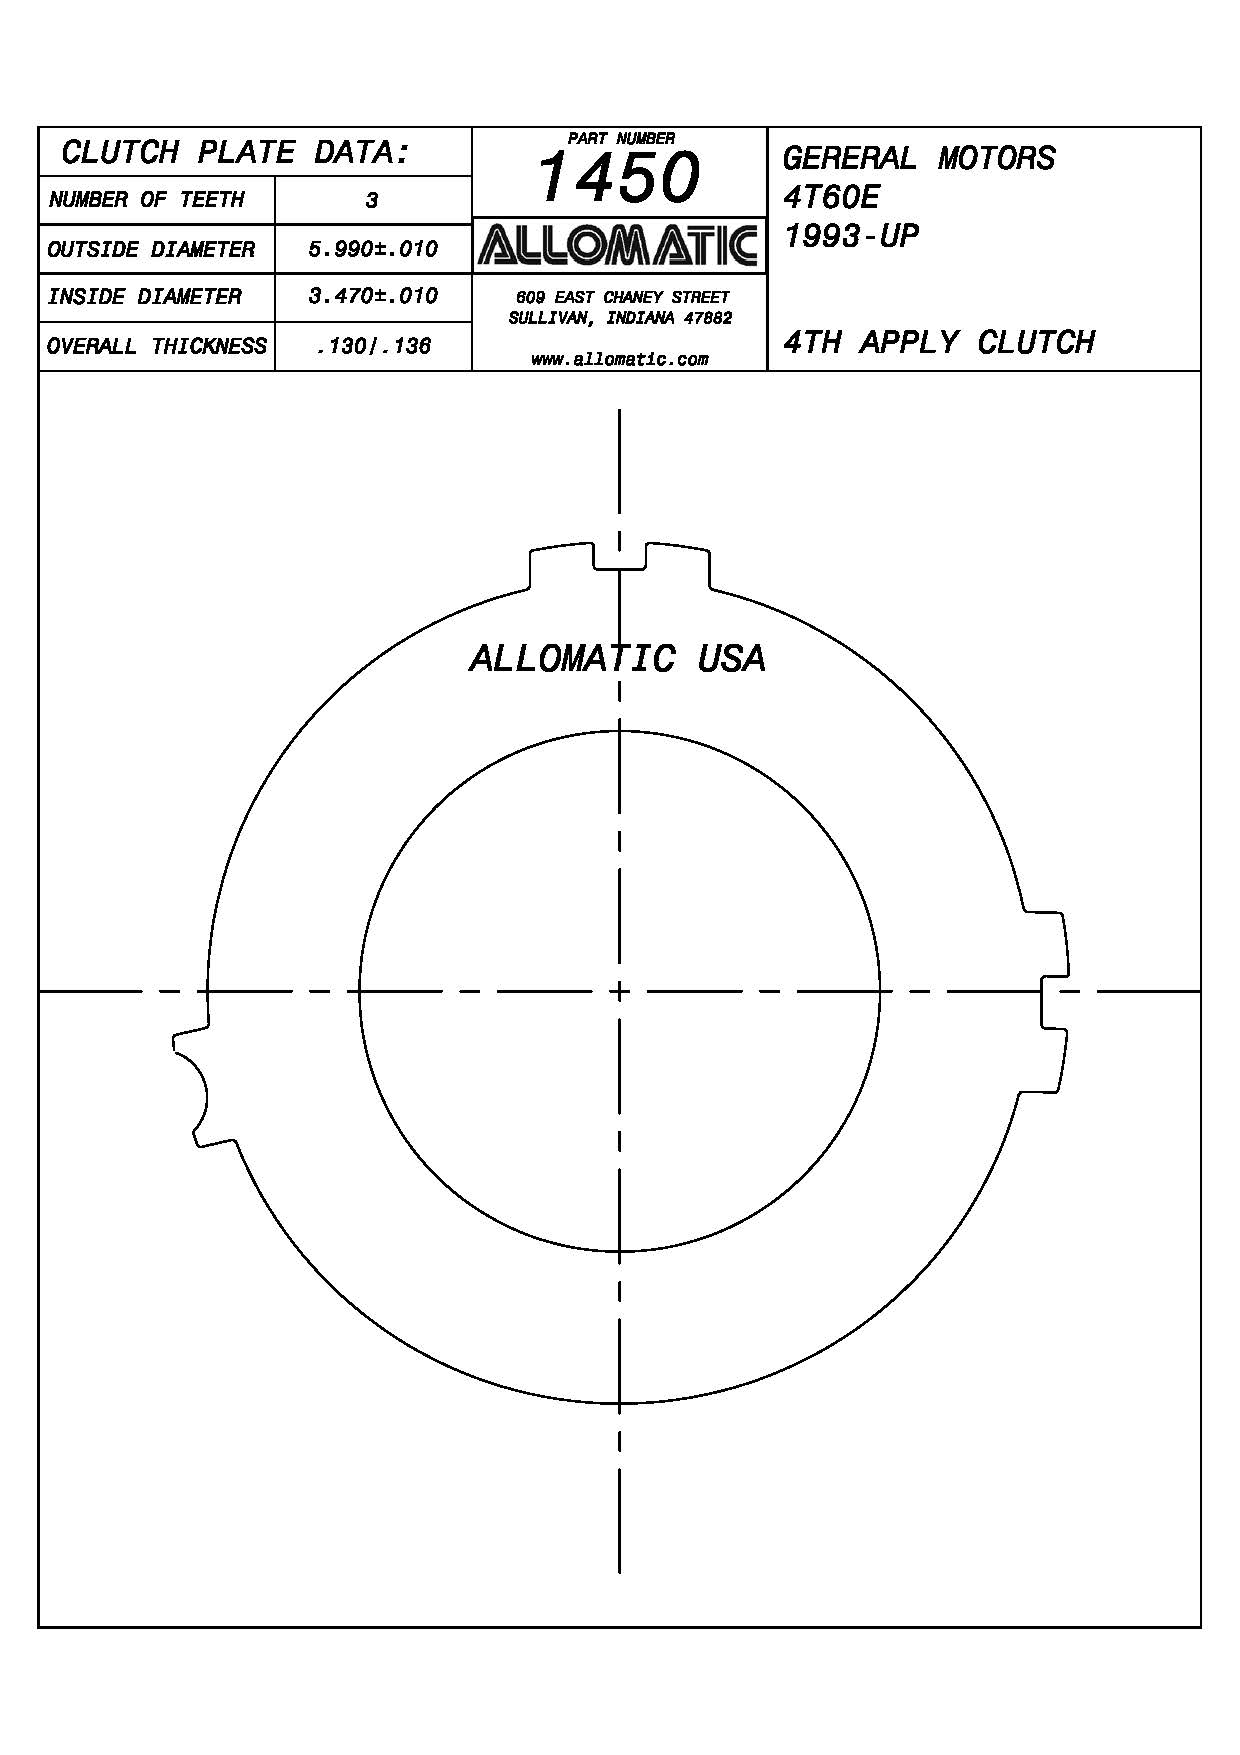 CLUTCH PLATE DATA:
NUMBER OF TEETH 3
OUTSIDE DIAMETER 5.990±.010
INSIDE DIAMETER 3.470±.010
OVERALL THICKNESS .130/.136
PART NUMBER
1450
ALLOMATIC
609 EAST CHANEY STREET
SULLIVAN, INDIANA 47882
www.allomatic.com
GERERAL MOTORS
4T60E
1993-UP
4TH APPLY CLUTCH
ALLOMATIC USA